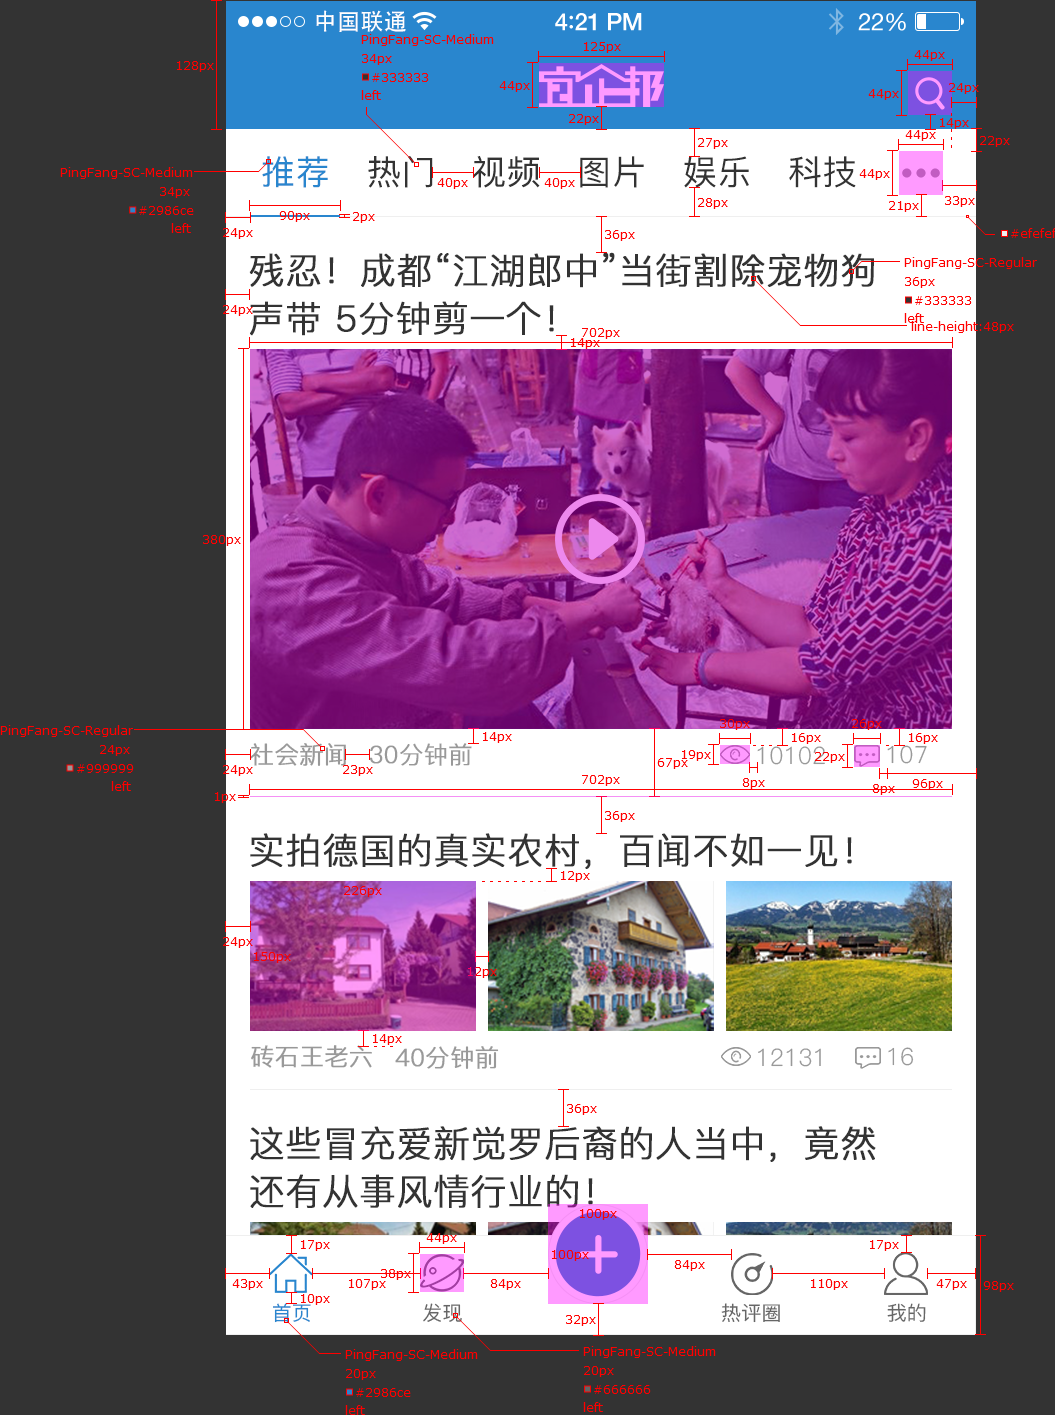 中国联通 4:21 PM 22%
PingFang-SC-Medium
34px
#333333
left
128px
125px
44px
宜企邦
22px
44px
44px
24px
14px
44px
22px
27px
PingFang-SC-Medium
34px
#2986ce
left
推荐 热门 视频 图片 娱乐 科技
40px
40px
44px
28px
21px
33px
90px
2px
24px
36px
#efefef
残忍！成都“江湖郎中”当街割除宠物狗
声带 5分钟剪一个！
PingFang-SC-Regular
36px
#333333
left
line-height:48px
24px
702px
14px
380px
PingFang-SC-Regular
24px
#999999
left
社会新闻 30分钟前 10102 107
14px
30px
16px
16px
19px
22px
24px
23px
67px
8px
8px
96px
702px
1px
36px
实拍德国的真实农村，百闻不如一见！
12px
226px
24px
150px
12px
14px
砖石王老六 40分钟前 12131 16
36px
这些冒充爱新觉罗后裔的人当中，竟然
还有从事风情行业的！
17px
44px
100px
17px
43px
107px
38px
84px
100px
84px
110px
47px
98px
10px
32px
首页 发现 热评圈 我的
PingFang-SC-Medium
20px
#2986ce
left
PingFang-SC-Medium
20px
#666666
left